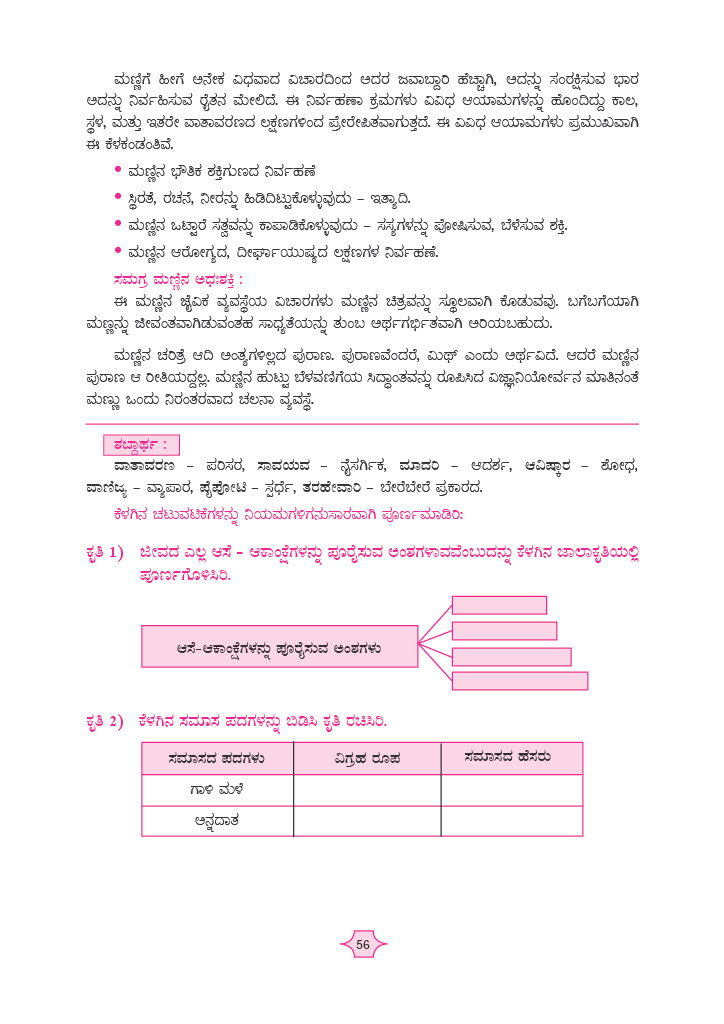 ಮಣ್ಣಿಗೆ ಹೀಗೆ ಅನೇಕ ವಿಧವಾದ ವಿಚಾರದಿಂದ ಆದರ ಜವಾಬ್ದಾರಿ ಹೆಚ್ಚಾಗಿ, ಅದನ್ನು ಸಂರಕ್ಷಿಸುವ ಭಾರ
ಅದನ್ನು ನಿರ್ವಹಿಸುವ ರೈತನ ಮೇಲಿದೆ. ಈ ನಿರ್ವಹಣಾ ಕ್ರಮಗಳು ವಿವಿಧ ಆಯಾಮಗಳನ್ನು ಹೊಂದಿದ್ದು ಕಾಲ,
ಸ್ಥಳ, ಮತ್ತು ಇತರೇ ವಾತಾವರಣದ ಲಕ್ಷಣಗಳಿಂದ ಪ್ರೇರೇಪಿತವಾಗುತ್ತದೆ. ಈ ವಿವಿಧ ಆಯಾಮಗಳು ಪ್ರಮುಖವಾಗಿ
ಈ ಕೆಳಕಂಡಂತಿವೆ.
• ಮಣ್ಣಿನ ಭೌತಿಕ ಶಕ್ತಿಗುಣದ ನಿರ್ವಹಣೆ
• ಸ್ಥಿರತೆ, ರಚನೆ, ನೀರನ್ನು ಹಿಡಿದಿಟ್ಟುಕೊಳ್ಳುವುದು – ಇತ್ಯಾದಿ.
• ಮಣ್ಣಿನ ಒಟ್ಟಾರೆ ಸತ್ವವನ್ನು ಕಾಪಾಡಿಕೊಳ್ಳುವುದು – ಸಸ್ಯಗಳನ್ನು ಪೋಷಿಸುವ, ಬೆಳೆಸುವ ಶಕ್ತಿ.
• ಮಣ್ಣಿನ ಆರೋಗ್ಯದ, ದೀರ್ಘಾಯುಷ್ಯದ ಲಕ್ಷಣಗಳ ನಿರ್ವಹಣೆ.
ಸಮಗ್ರ ಮಣ್ಣಿನ ಅಧಃಶಕ್ತಿ :
ಈ ಮಣ್ಣಿನ ಜೈವಿಕ ವ್ಯವಸ್ಥೆಯ ವಿಚಾರಗಳು ಮಣ್ಣಿನ ಚಿತ್ರವನ್ನು ಸ್ಥೂಲವಾಗಿ ಕೊಡುವವು. ಬಗೆಬಗೆಯಾಗಿ
ಮಣ್ಣನ್ನು ಜೀವಂತವಾಗಿಡುವಂತಹ ಸಾಧ್ಯತೆಯನ್ನು ತುಂಬ ಅರ್ಥಗರ್ಭಿತವಾಗಿ ಅರಿಯಬಹುದು.
ಮಣ್ಣಿನ ಚರಿತ್ರೆ ಆದಿ ಅಂತ್ಯಗಳಿಲ್ಲದ ಪುರಾಣ. ಪುರಾಣವೆಂದರೆ, ಮಿಥ್ ಎಂದು ಅರ್ಥವಿದೆ. ಆದರೆ ಮಣ್ಣಿನ
ಪುರಾಣ ಆ ರೀತಿಯದ್ದಲ್ಲ. ಮಣ್ಣಿನ ಹುಟ್ಟು ಬೆಳವಣಿಗೆಯ ಸಿದ್ಧಾಂತವನ್ನು ರೂಪಿಸಿದ ವಿಜ್ಞಾನಿಯೋರ್ವನ ಮಾತಿನಂತೆ
ಮಣ್ಣು ಒಂದು ನಿರಂತರವಾದ ಚಲನಾ ವ್ಯವಸ್ಥೆ.
ಶಬ್ದಾರ್ಥ :
ವಾತಾವರಣ – ಪರಿಸರ, ಸಾವಯವ – ನೈಸರ್ಗಿಕ, ಮಾದರಿ – ಆದರ್ಶ, ಆವಿಷ್ಕಾರ – ಶೋಧ,
ವಾಣಿಜ್ಯ – ವ್ಯಾಪಾರ, ಪೈಪೋಟಿ – ಸ್ಪರ್ಧೆ, ತರಹೇವಾರಿ – ಬೇರೆಬೇರೆ ಪ್ರಕಾರದ.
ಕೆಳಗಿನ ಚಟುವಟಿಕೆಗಳನ್ನು ನಿಯಮಗಳಿಗನುಸಾರವಾಗಿ ಪೂರ್ಣಮಾಡಿರಿ:
ಕೃತಿ 1) ಜೀವದ ಎಲ್ಲ ಆಸೆ - ಆಕಾಂಕ್ಷೆಗಳನ್ನು ಪೂರೈಸುವ ಅಂಶಗಳಾವವೆಂಬುದನ್ನು ಕೆಳಗಿನ ಜಾಲಾಕೃತಿಯಲ್ಲಿ
ಪೂರ್ಣಗೊಳಿಸಿರಿ.
ಆಸೆ-ಆಕಾಂಕ್ಷೆಗಳನ್ನು ಪೂರೈಸುವ ಅಂಶಗಳು
ಕೃತಿ 2) ಕೆಳಗಿನ ಸಮಾಸ ಪದಗಳನ್ನು ಬಿಡಿಸಿ ಕೃತಿ ರಚಿಸಿರಿ.
ಸಮಾಸದ ಪದಗಳು ವಿಗ್ರಹ ರೂಪ ಸಮಾಸದ ಹೆಸರು
ಗಾಳಿ ಮಳೆ
ಅನ್ನದಾತ
56